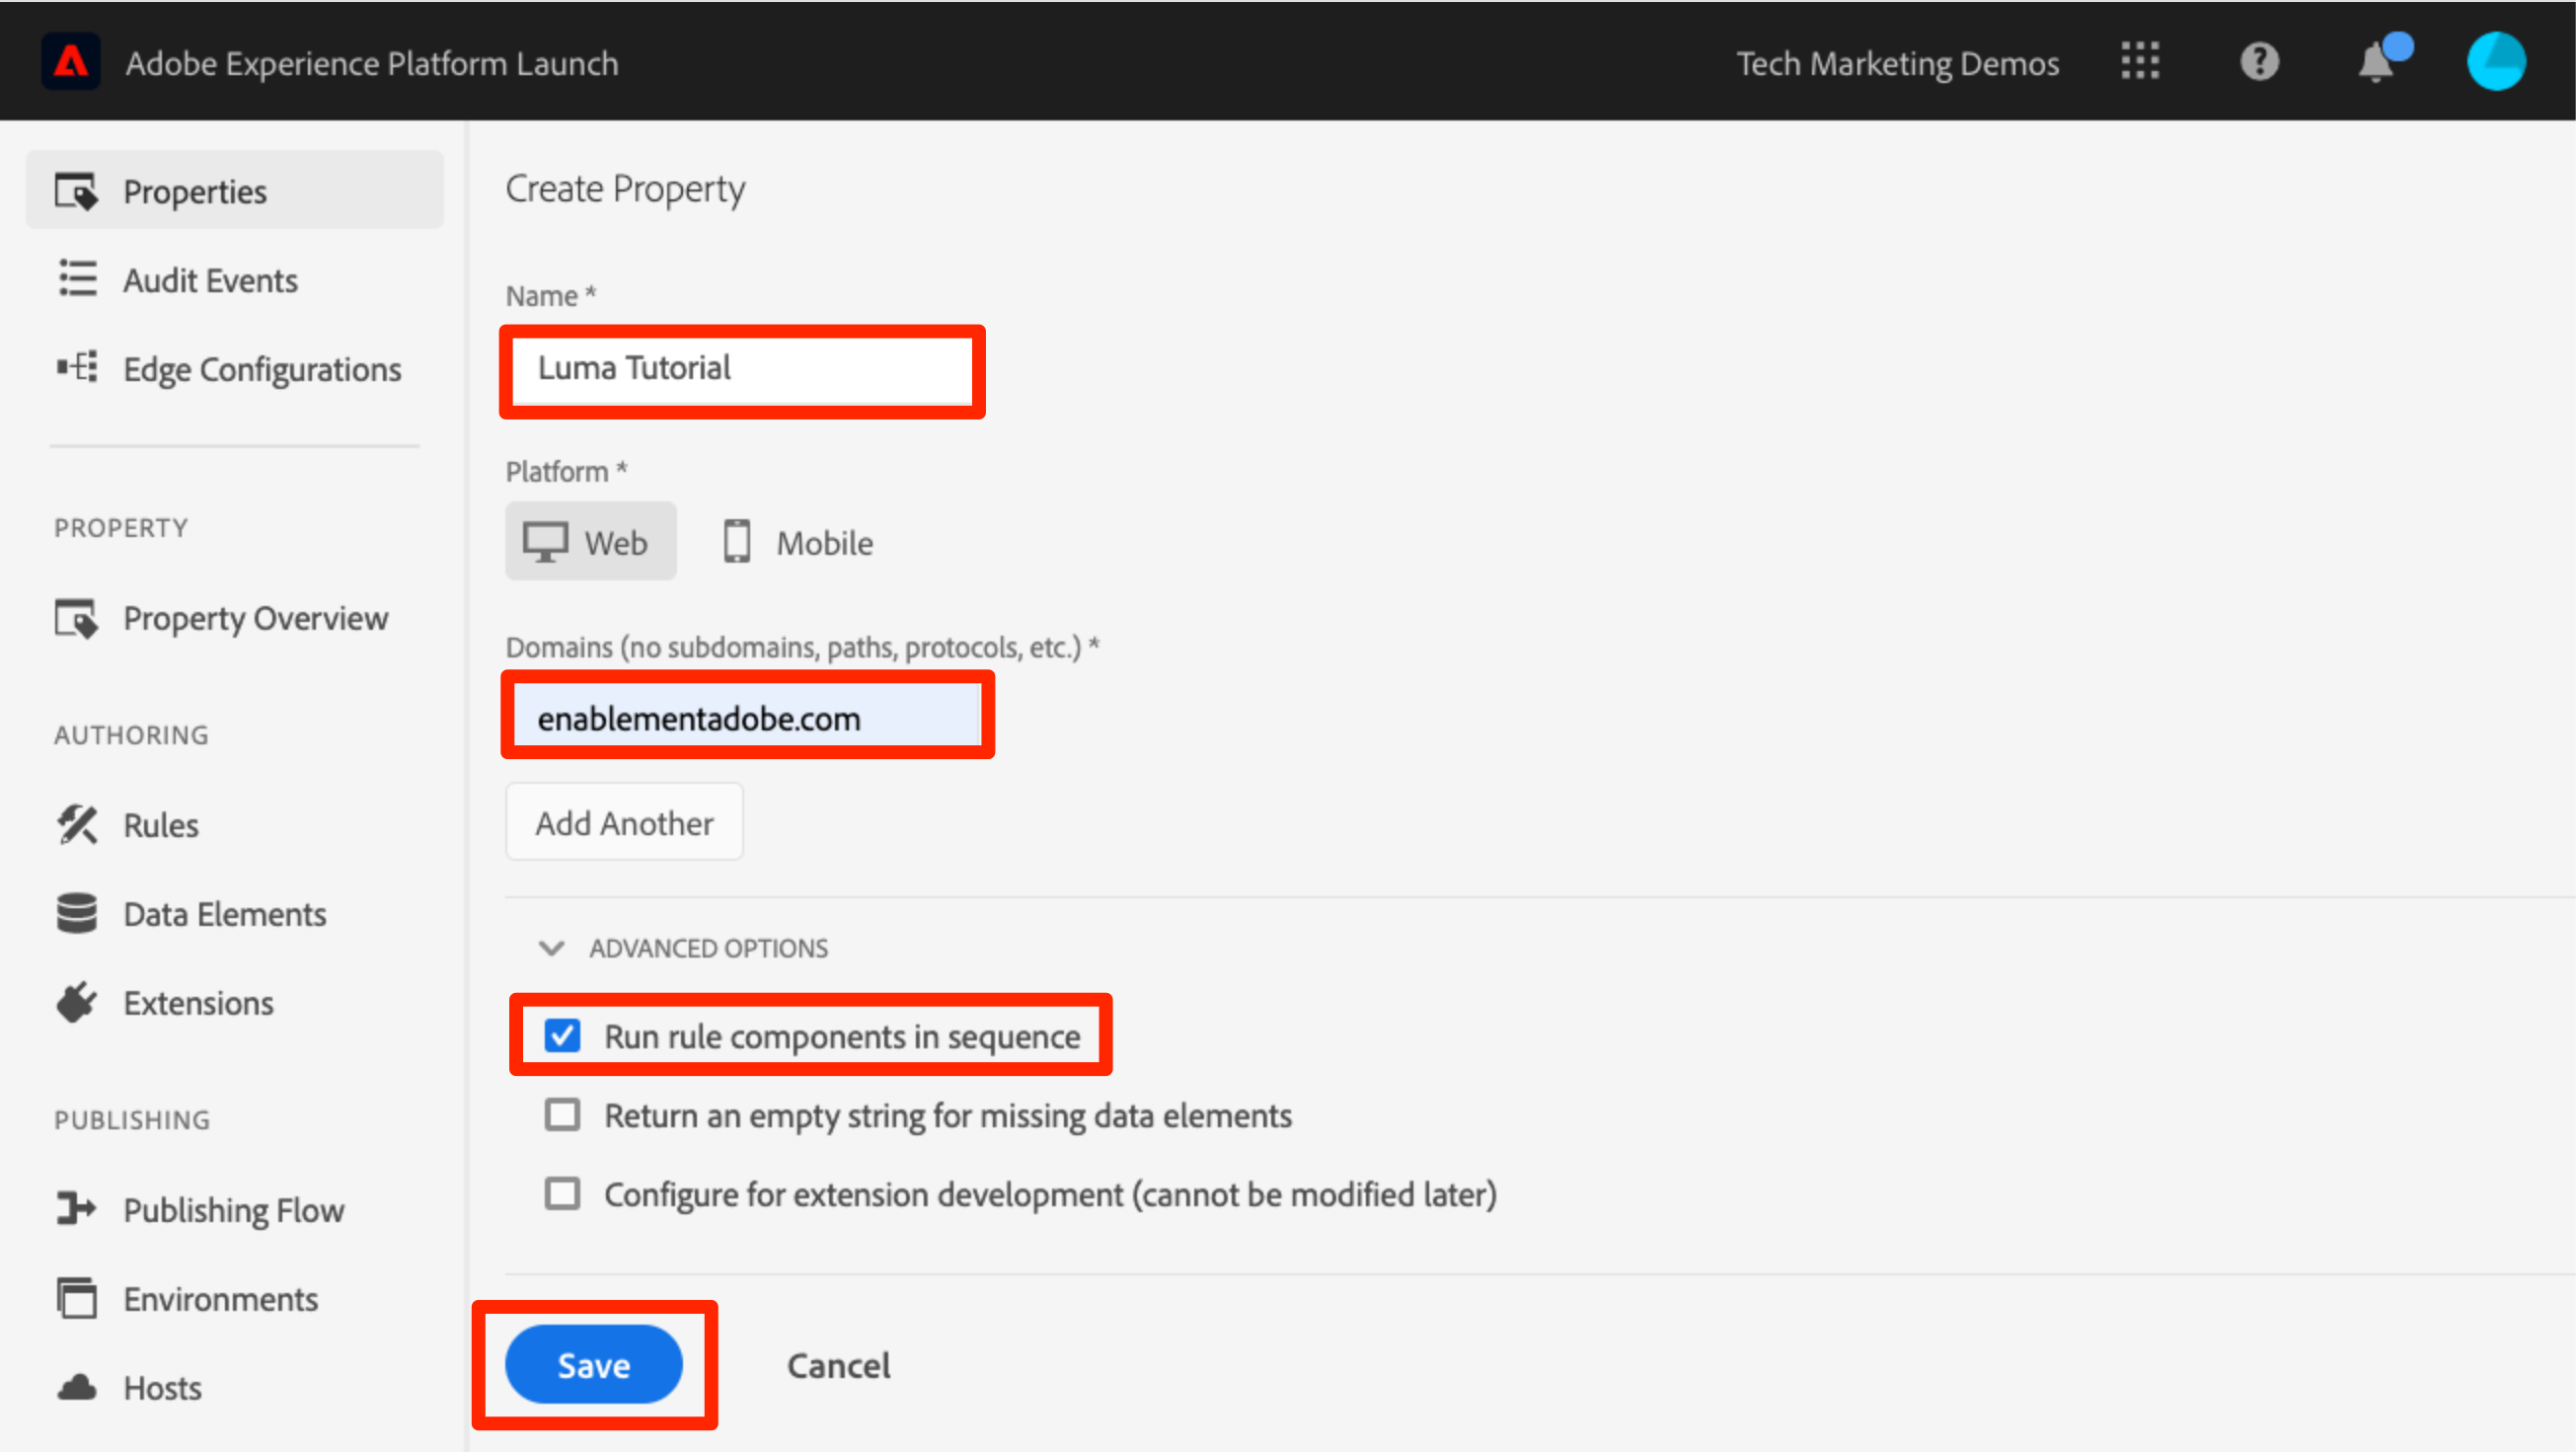 Adobe Experience Platform Launch
Tech Marketing Demos
Properties
Audit Events
Edge Configurations
PROPERTY
Property Overview
AUTHORING
Rules
Data Elements
Extensions
PUBLISHING
Publishing Flow
Environments
Hosts
Create Property
Name *
Luma Tutorial
Platform *
Web
Mobile
Domains (no subdomains, paths, protocols, etc.) *
enablementadobe.com
Add Another
ADVANCED OPTIONS
Run rule components in sequence
Return an empty string for missing data elements
Configure for extension development (cannot be modified later)
Save
Cancel